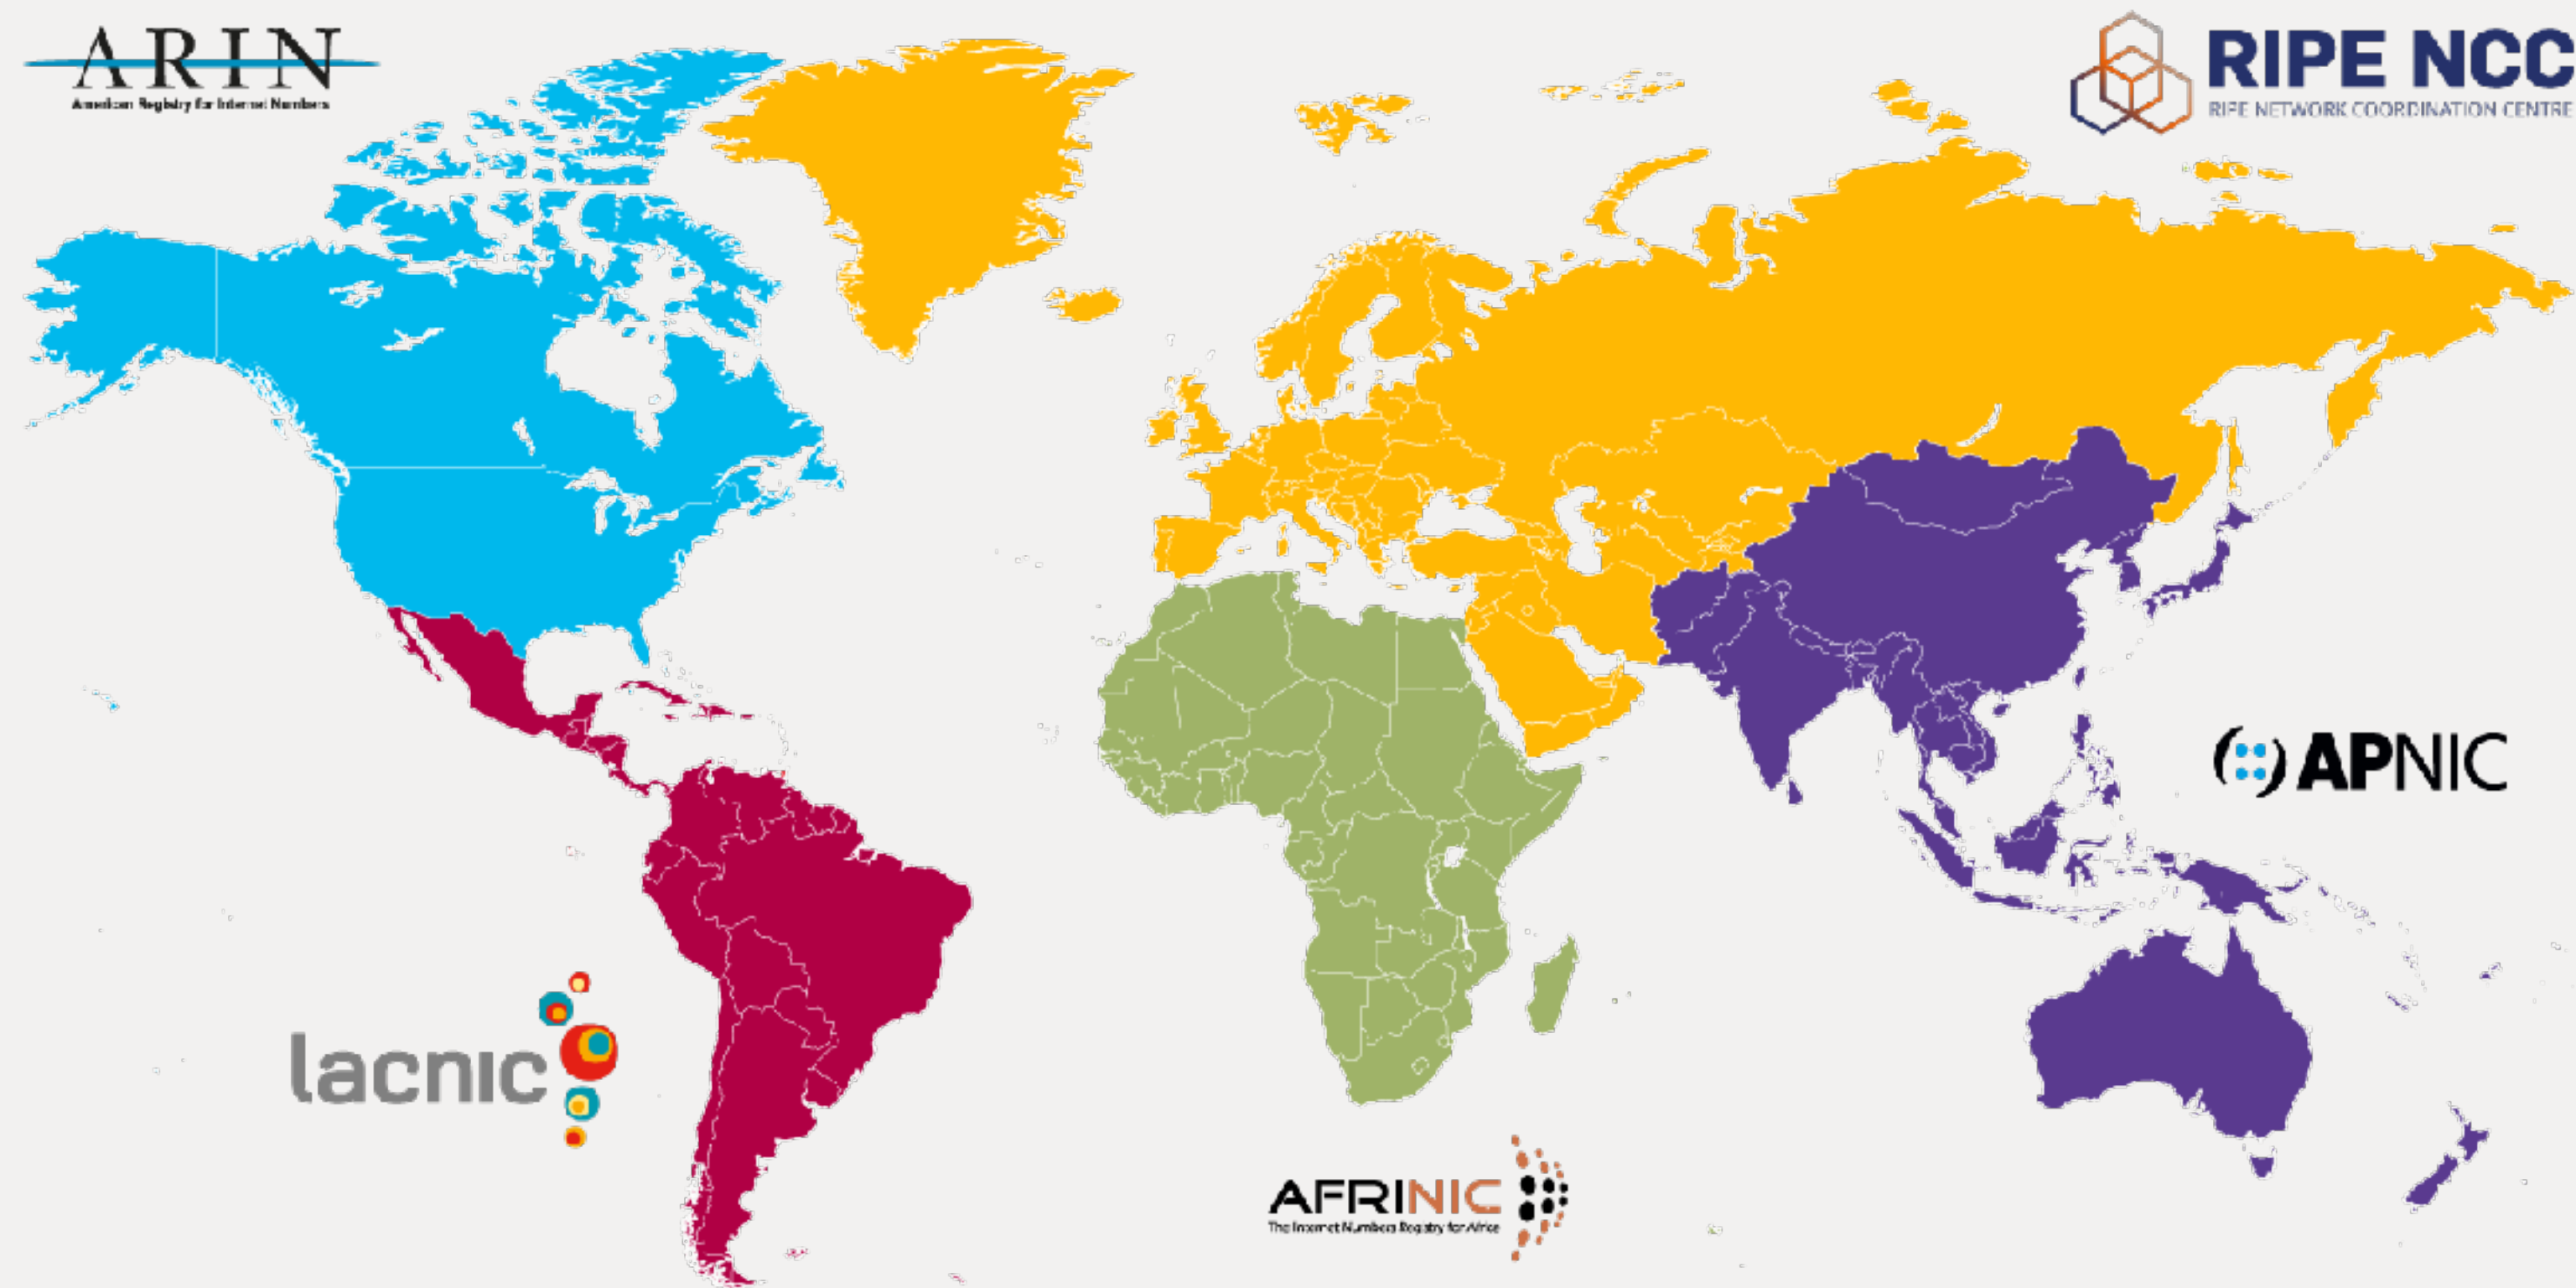 ARIN
American Registry for Internet Numbers
RIPE NCC
RIPE NETWORK COORDINATION CENTRE
APNIC
lacnic
AFRINIC
The Internet Numbers Registry for Africa